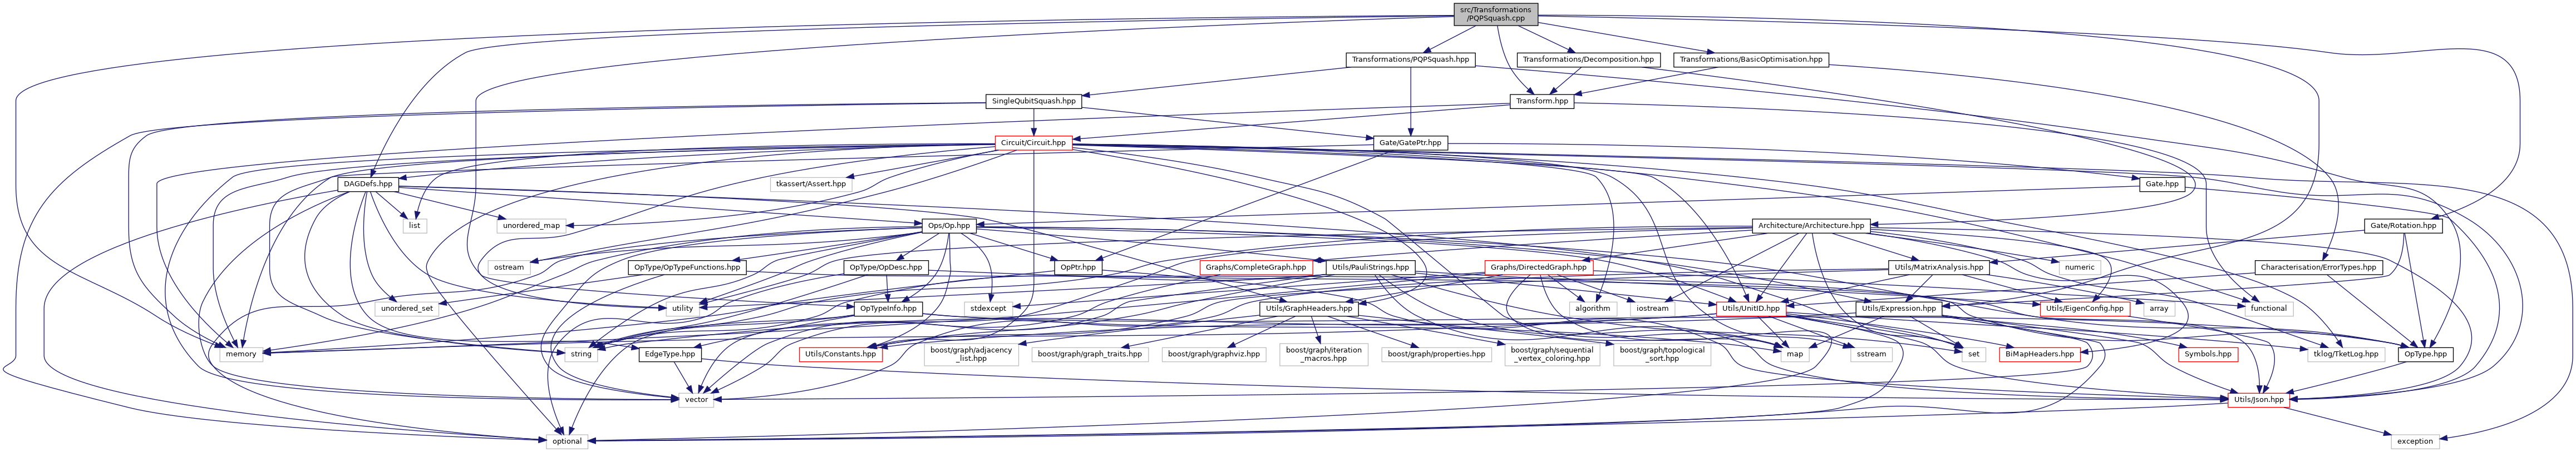 src/Transformations
/PQPSquash.cpp
Transformations/PQPSquash.hpp
Transformations/Decomposition.hpp
Transformations/BasicOptimisation.hpp
SingleQubitSquash.hpp
Transform.hpp
Circuit/Circuit.hpp
Gate/GatePtr.hpp
tkassert/Assert.hpp
DAGDefs.hpp
Gate.hpp
list
unordered_map
Ops/Op.hpp
Architecture/Architecture.hpp
Gate/Rotation.hpp
ostream
OpType/OpTypeFunctions.hpp
OpType/OpDesc.hpp
OpPtr.hpp
Graphs/CompleteGraph.hpp
Utils/PauliStrings.hpp
Graphs/DirectedGraph.hpp
Utils/MatrixAnalysis.hpp
numeric
Characterisation/ErrorTypes.hpp
unordered_set
utility
OpTypeInfo.hpp
stdexcept
Utils/GraphHeaders.hpp
algorithm
iostream
Utils/UnitID.hpp
Utils/Expression.hpp
Utils/EigenConfig.hpp
array
functional
memory
string
EdgeType.hpp
Utils/Constants.hpp
boost/graph/adjacency
_list.hpp
boost/graph/graph_traits.hpp
boost/graph/graphviz.hpp
boost/graph/iteration
_macros.hpp
boost/graph/properties.hpp
boost/graph/sequential
_vertex_coloring.hpp
boost/graph/topological
_sort.hpp
map
sstream
set
BiMapHeaders.hpp
Symbols.hpp
tklog/TketLog.hpp
OpType.hpp
vector
Utils/Json.hpp
optional
exception